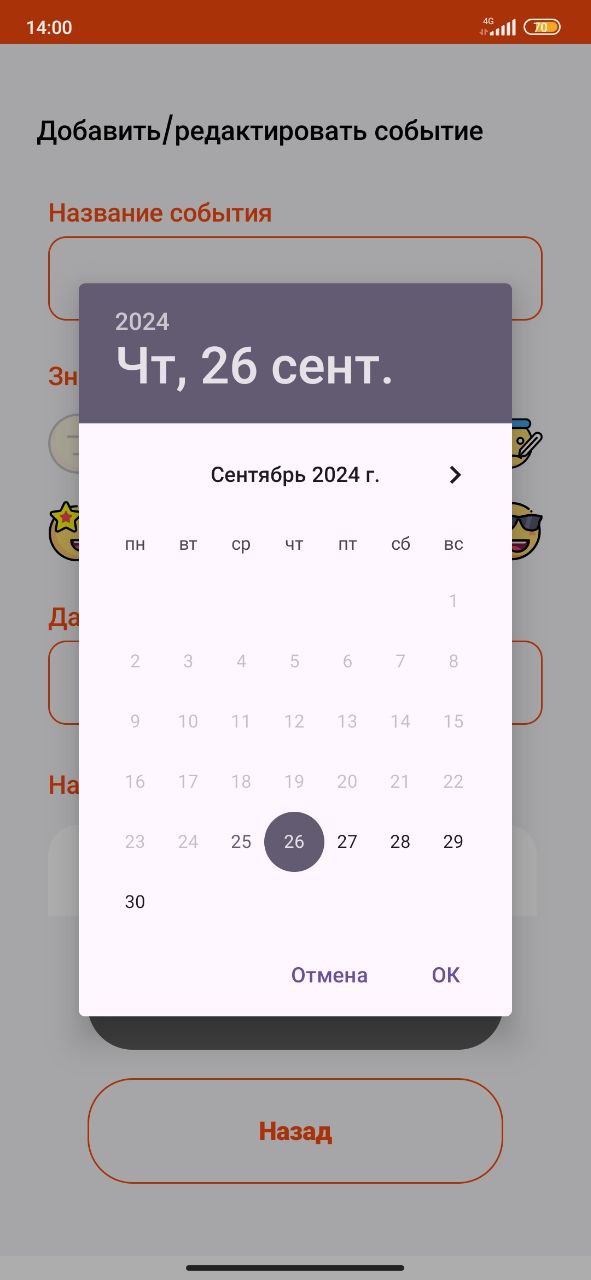 14:00
4G
70
Добавить/редактировать событие
Название события
2024
Чт, 26 сент.
Зн
Сентябрь 2024 г.
пн вт ср чт пт сб вс
1
2 3 4 5 6 7 8
9 10 11 12 13 14 15
16 17 18 19 20 21 22
23 24 25 26 27 28 29
30
Да
На
Отмена ОК
Назад